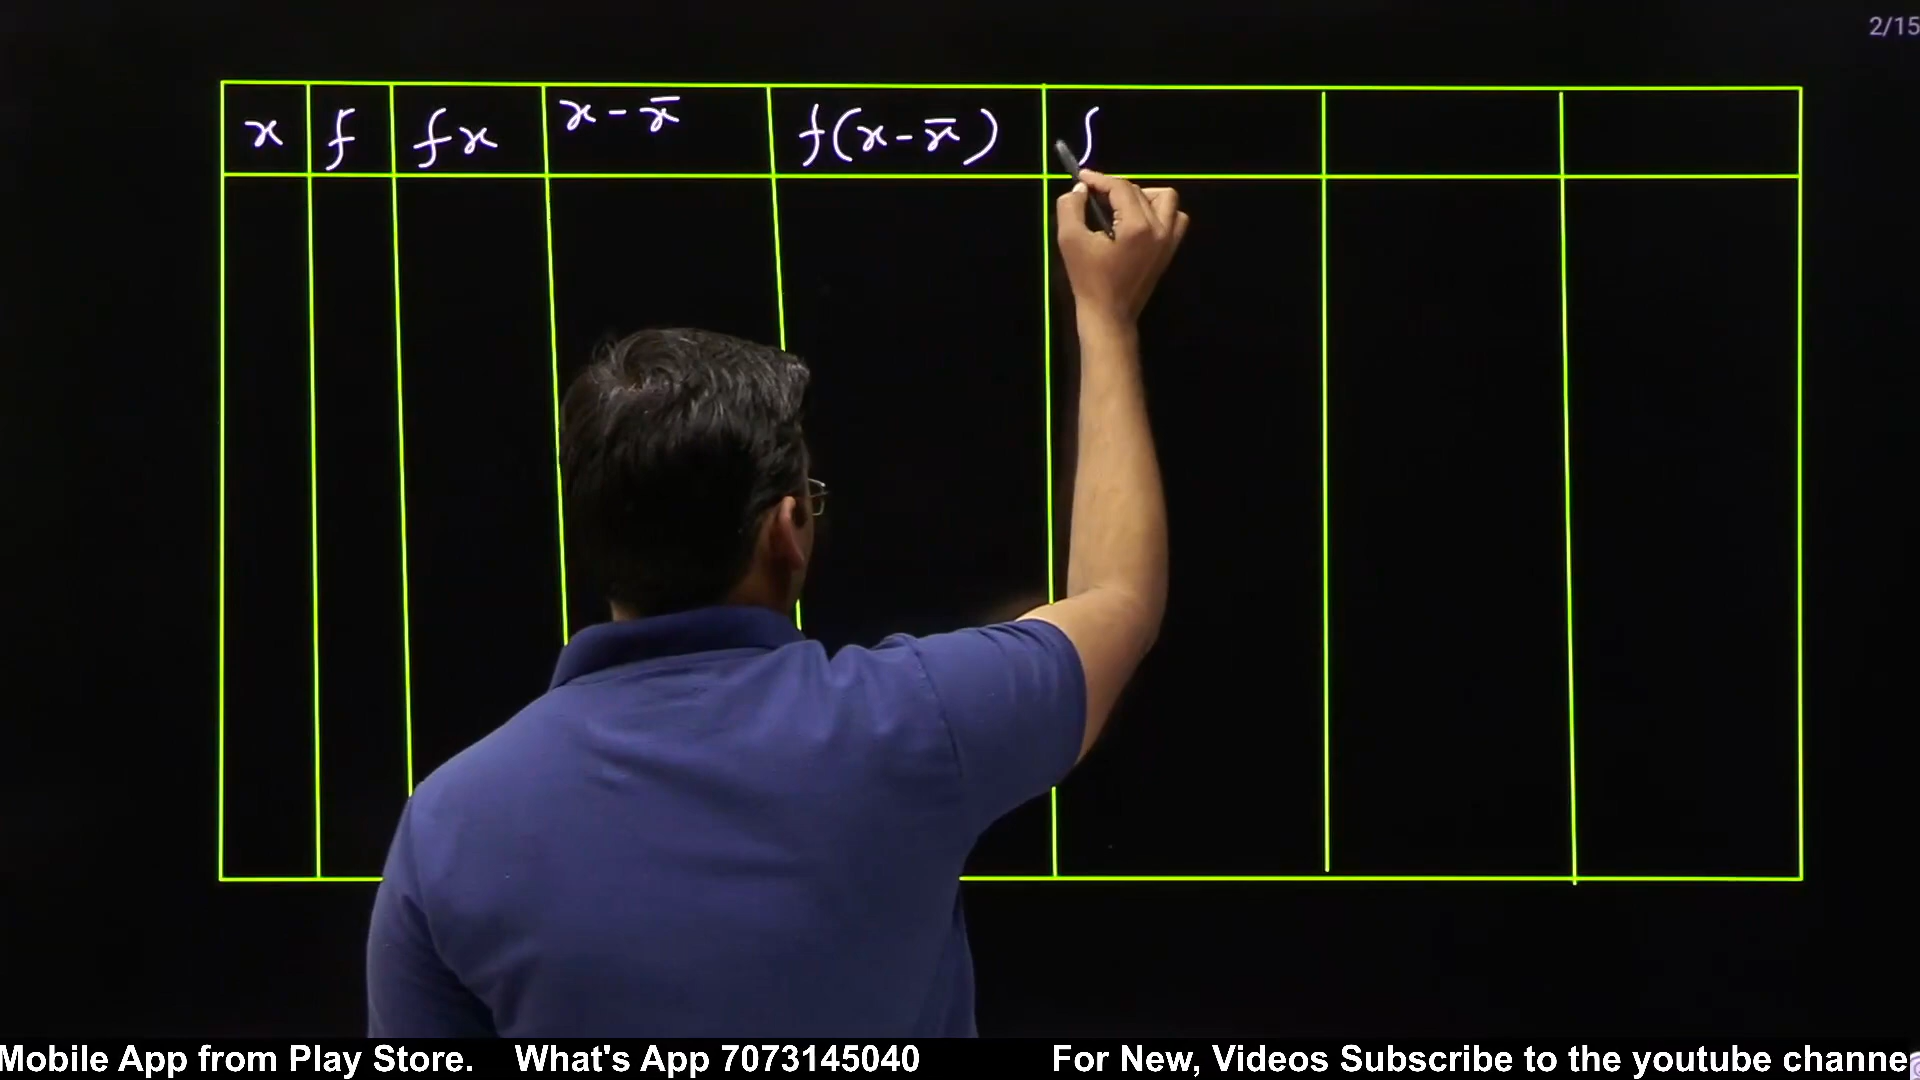 2/15
x f fx x - x̄ f(x - x̄) f
Mobile App from Play Store. What's App 7073145040 For New, Videos Subscribe to the youtube channe